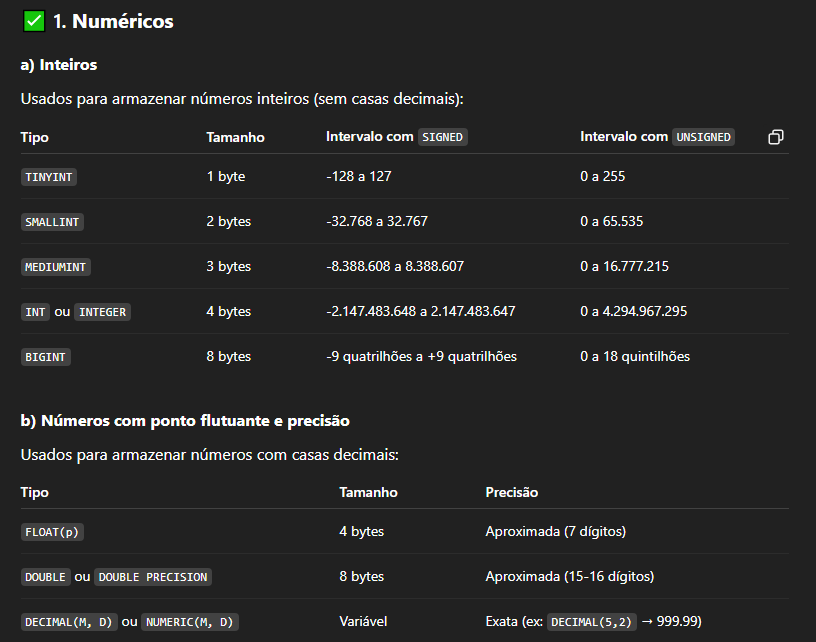 ✅ 1. Numéricos
a) Inteiros
Usados para armazenar números inteiros (sem casas decimais):
Tipo Tamanho Intervalo com SIGNED Intervalo com UNSIGNED
TINYINT 1 byte -128 a 127 0 a 255
SMALLINT 2 bytes -32.768 a 32.767 0 a 65.535
MEDIUMINT 3 bytes -8.388.608 a 8.388.607 0 a 16.777.215
INT ou INTEGER 4 bytes -2.147.483.648 a 2.147.483.647 0 a 4.294.967.295
BIGINT 8 bytes -9 quatrilhões a +9 quatrilhões 0 a 18 quintilhões
b) Números com ponto flutuante e precisão
Usados para armazenar números com casas decimais:
Tipo Tamanho Precisão
FLOAT(p) 4 bytes Aproximada (7 dígitos)
DOUBLE ou DOUBLE PRECISION 8 bytes Aproximada (15-16 dígitos)
DECIMAL(M, D) ou NUMERIC(M, D) Variável Exata (ex: DECIMAL(5,2) → 999.99)